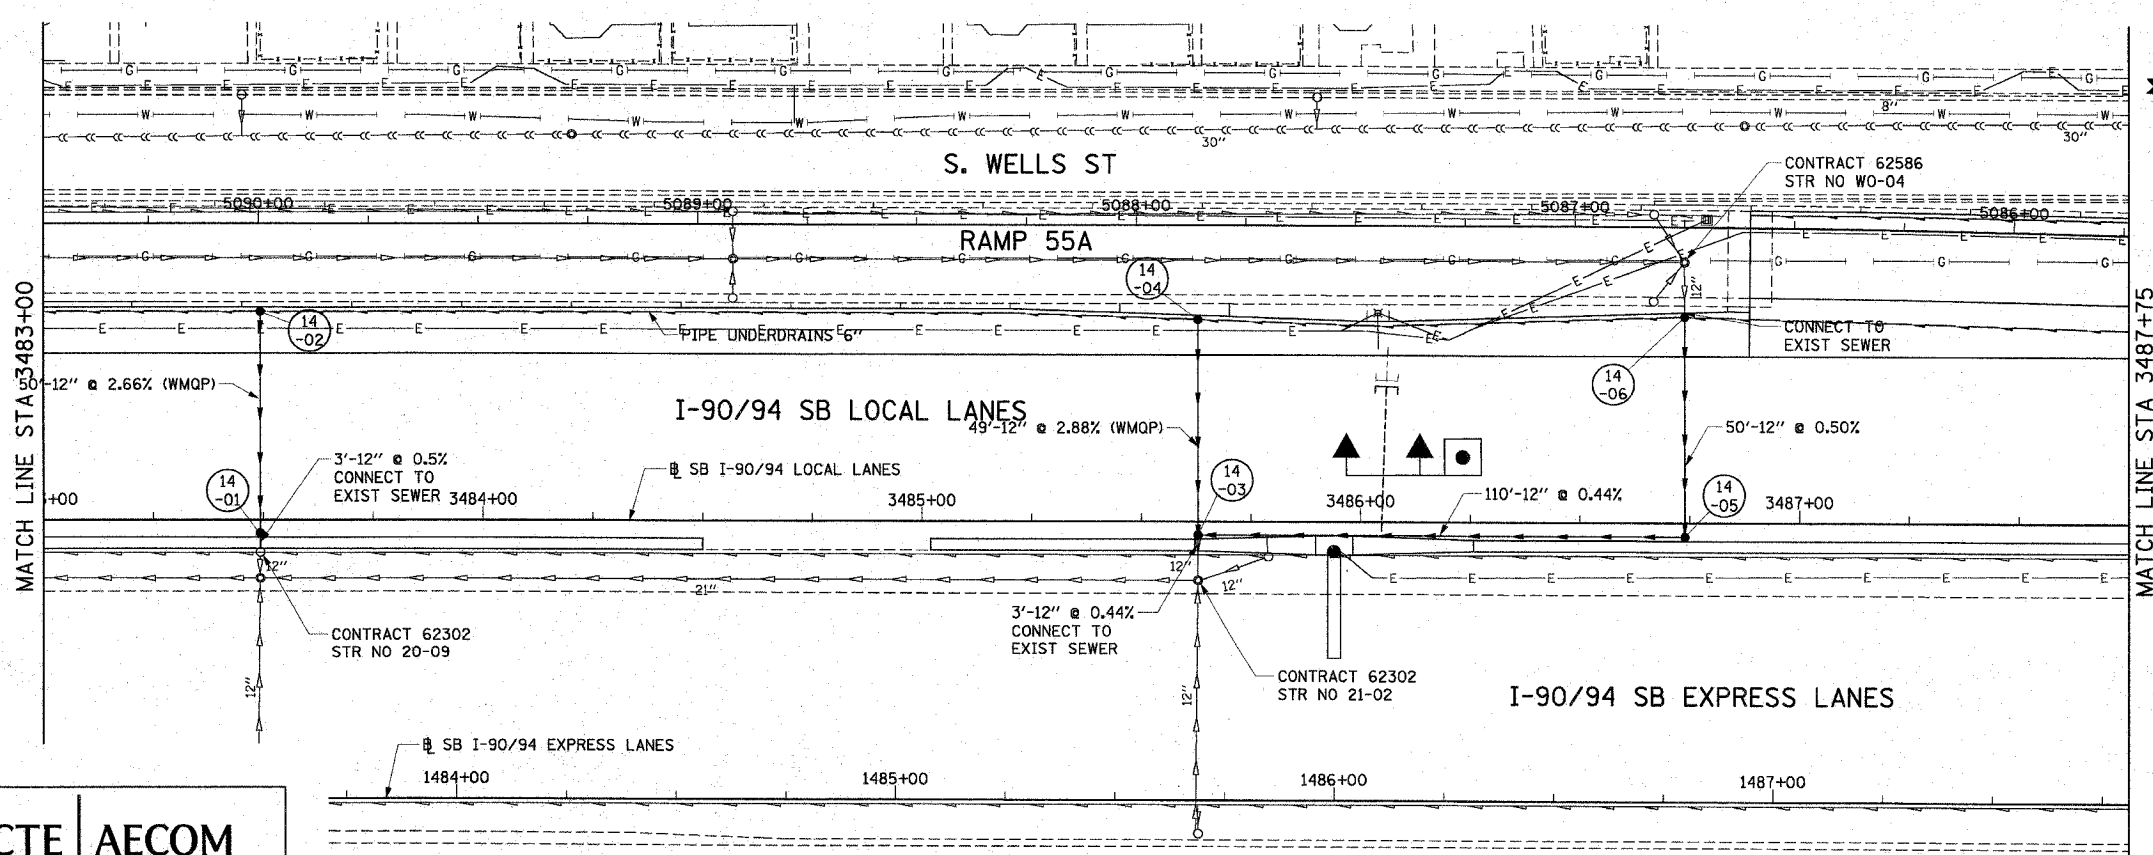 G G G G G G G G G G G G G
E E E E E E E E E E E E E
W W W W W W W W W W W W W
8"
30"
30"
S. WELLS ST
CONTRACT 62586
STR NO WO-04
5090+00
5089+00
5088+00
5087+00
5086+00
RAMP 55A
G G G G G G G G G G G G G
12"
14
-04
14
-02
PIPE UNDERDRAINS 6"
CONNECT TO
EXIST SEWER
14
-06
MATCH LINE STA 3483+00
MATCH LINE STA 3487+75
50'-12" @ 2.66% (WMQP)
I-90/94 SB LOCAL LANES
49'-12" @ 2.88% (WMQP)
50'-12" @ 0.50%
3'-12" @ 0.5%
CONNECT TO
EXIST SEWER
14
-01
B SB I-90/94 LOCAL LANES
14
-03
110'-12" @ 0.44%
14
-05
+00
3484+00
3485+00
3486+00
3487+00
12"
21"
12"
12"
E E E E E E E E E E
3'-12" @ 0.44%
CONNECT TO
EXIST SEWER
CONTRACT 62302
STR NO 20-09
CONTRACT 62302
STR NO 21-02
12"
12"
I-90/94 SB EXPRESS LANES
B SB I-90/94 EXPRESS LANES
1484+00
1485+00
1486+00
1487+00
CTE AECOM